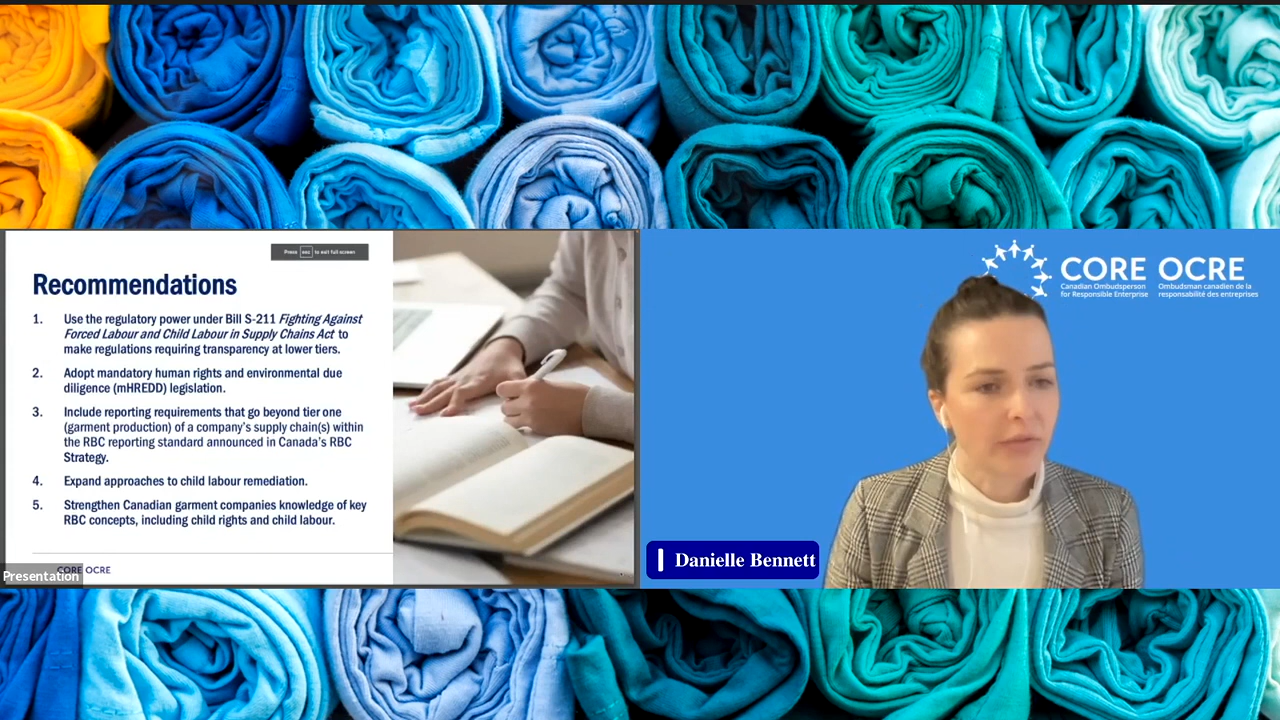 Press esc to exit full screen
Recommendations
1. Use the regulatory power under Bill S-211 Fighting Against
Forced Labour and Child Labour in Supply Chains Act to
make regulations requiring transparency at lower tiers.
2. Adopt mandatory human rights and environmental due
diligence (mHREDD) legislation.
3. Include reporting requirements that go beyond tier one
(garment production) of a company's supply chain(s) within
the RBC reporting standard announced in Canada's RBC
Strategy.
4. Expand approaches to child labour remediation.
5. Strengthen Canadian garment companies knowledge of key
RBC concepts, including child rights and child labour.
CORE OCRE
Presentation
CORE OCRE
Canadian Ombudsperson
for Responsible Enterprise
Ombudsman canadien de la
responsabilité des entreprises
Danielle Bennett